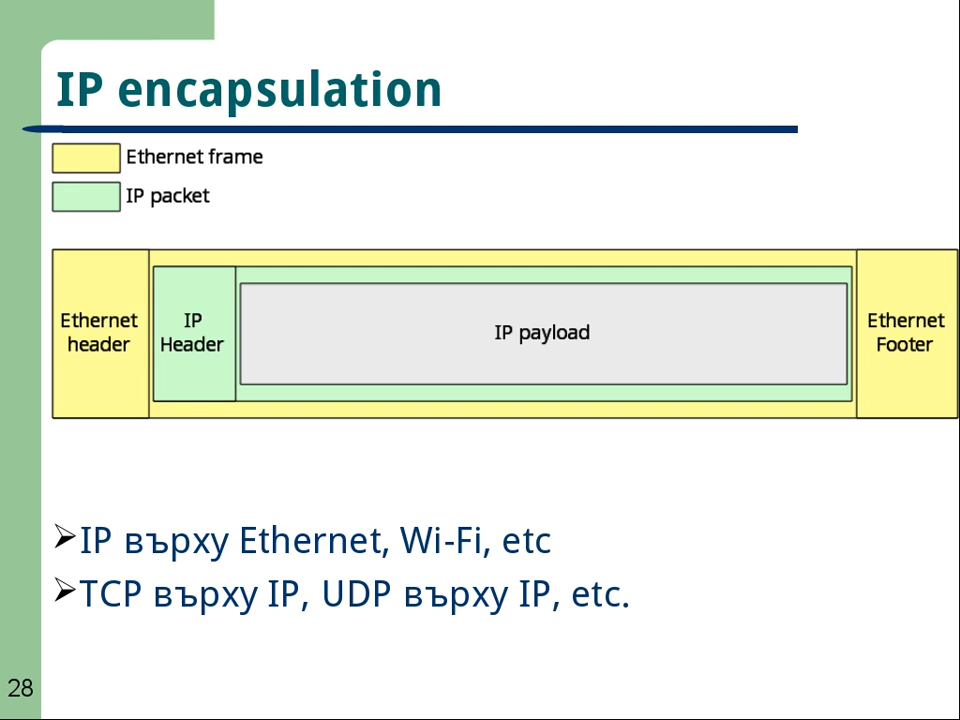 IP encapsulation
Ethernet frame
IP packet
Ethernet
header
IP
Header
IP payload
Ethernet
Footer
➢IP върху Ethernet, Wi-Fi, etc
➢TCP върху IP, UDP върху IP, etc.
28